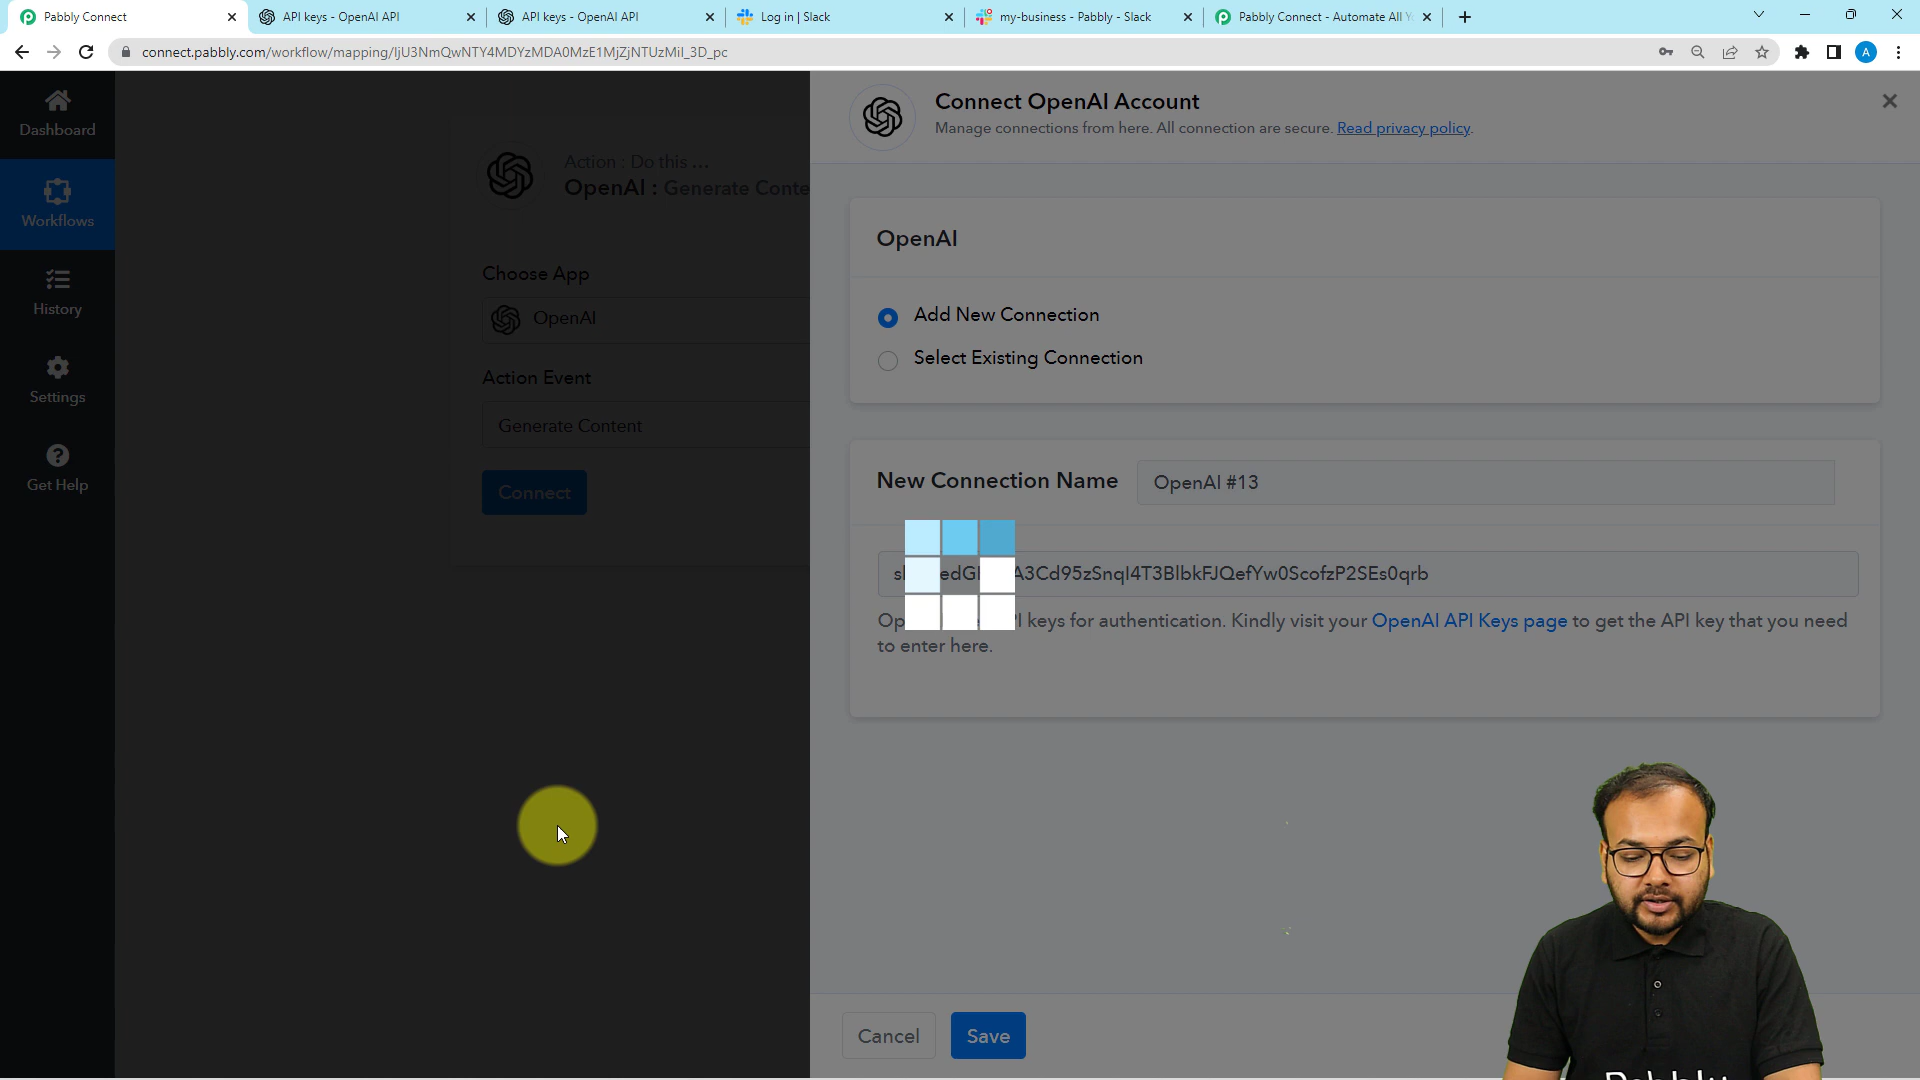 Pabbly Connect
API keys - OpenAI API
API keys - OpenAI API
Log in | Slack
my-business - Pabbly - Slack
Pabbly Connect - Automate All
connect.pabbly.com/workflow/mapping/IjU3NmQwNTY4MDYzMDA0MzE1MjZjNTUzMiI_3D_pc
A
Dashboard
Workflows
History
Settings
Get Help
Action : Do this ...
OpenAI : Generate Conte
Choose App
OpenAI
Action Event
Generate Content
Connect
Connect OpenAI Account
Manage connections from here. All connection are secure. Read privacy policy.
OpenAI
Add New Connection
Select Existing Connection
New Connection Name
OpenAI #13
keys for authentication. Kindly visit your OpenAI API Keys page to get the API key that you need
to enter here.
Cancel
Save
Pabbly